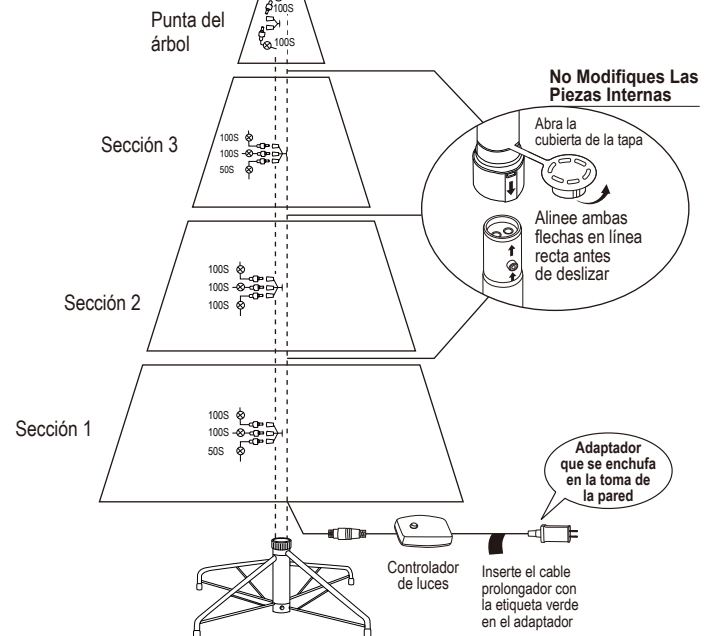 100S
Punta del
árbol
100S
No Modifiques Las
Piezas Internas
Abra la
cubierta de la tapa
Sección 3
100S
100S
50S
Alinee ambas
flechas en línea
recta antes
de deslizar
Sección 2
100S
100S
100S
Sección 1
100S
100S
50S
Adaptador
que se enchufa
en la toma de
la pared
Controlador
de luces
Inserte el cable
prolongador con
la etiqueta verde
en el adaptador